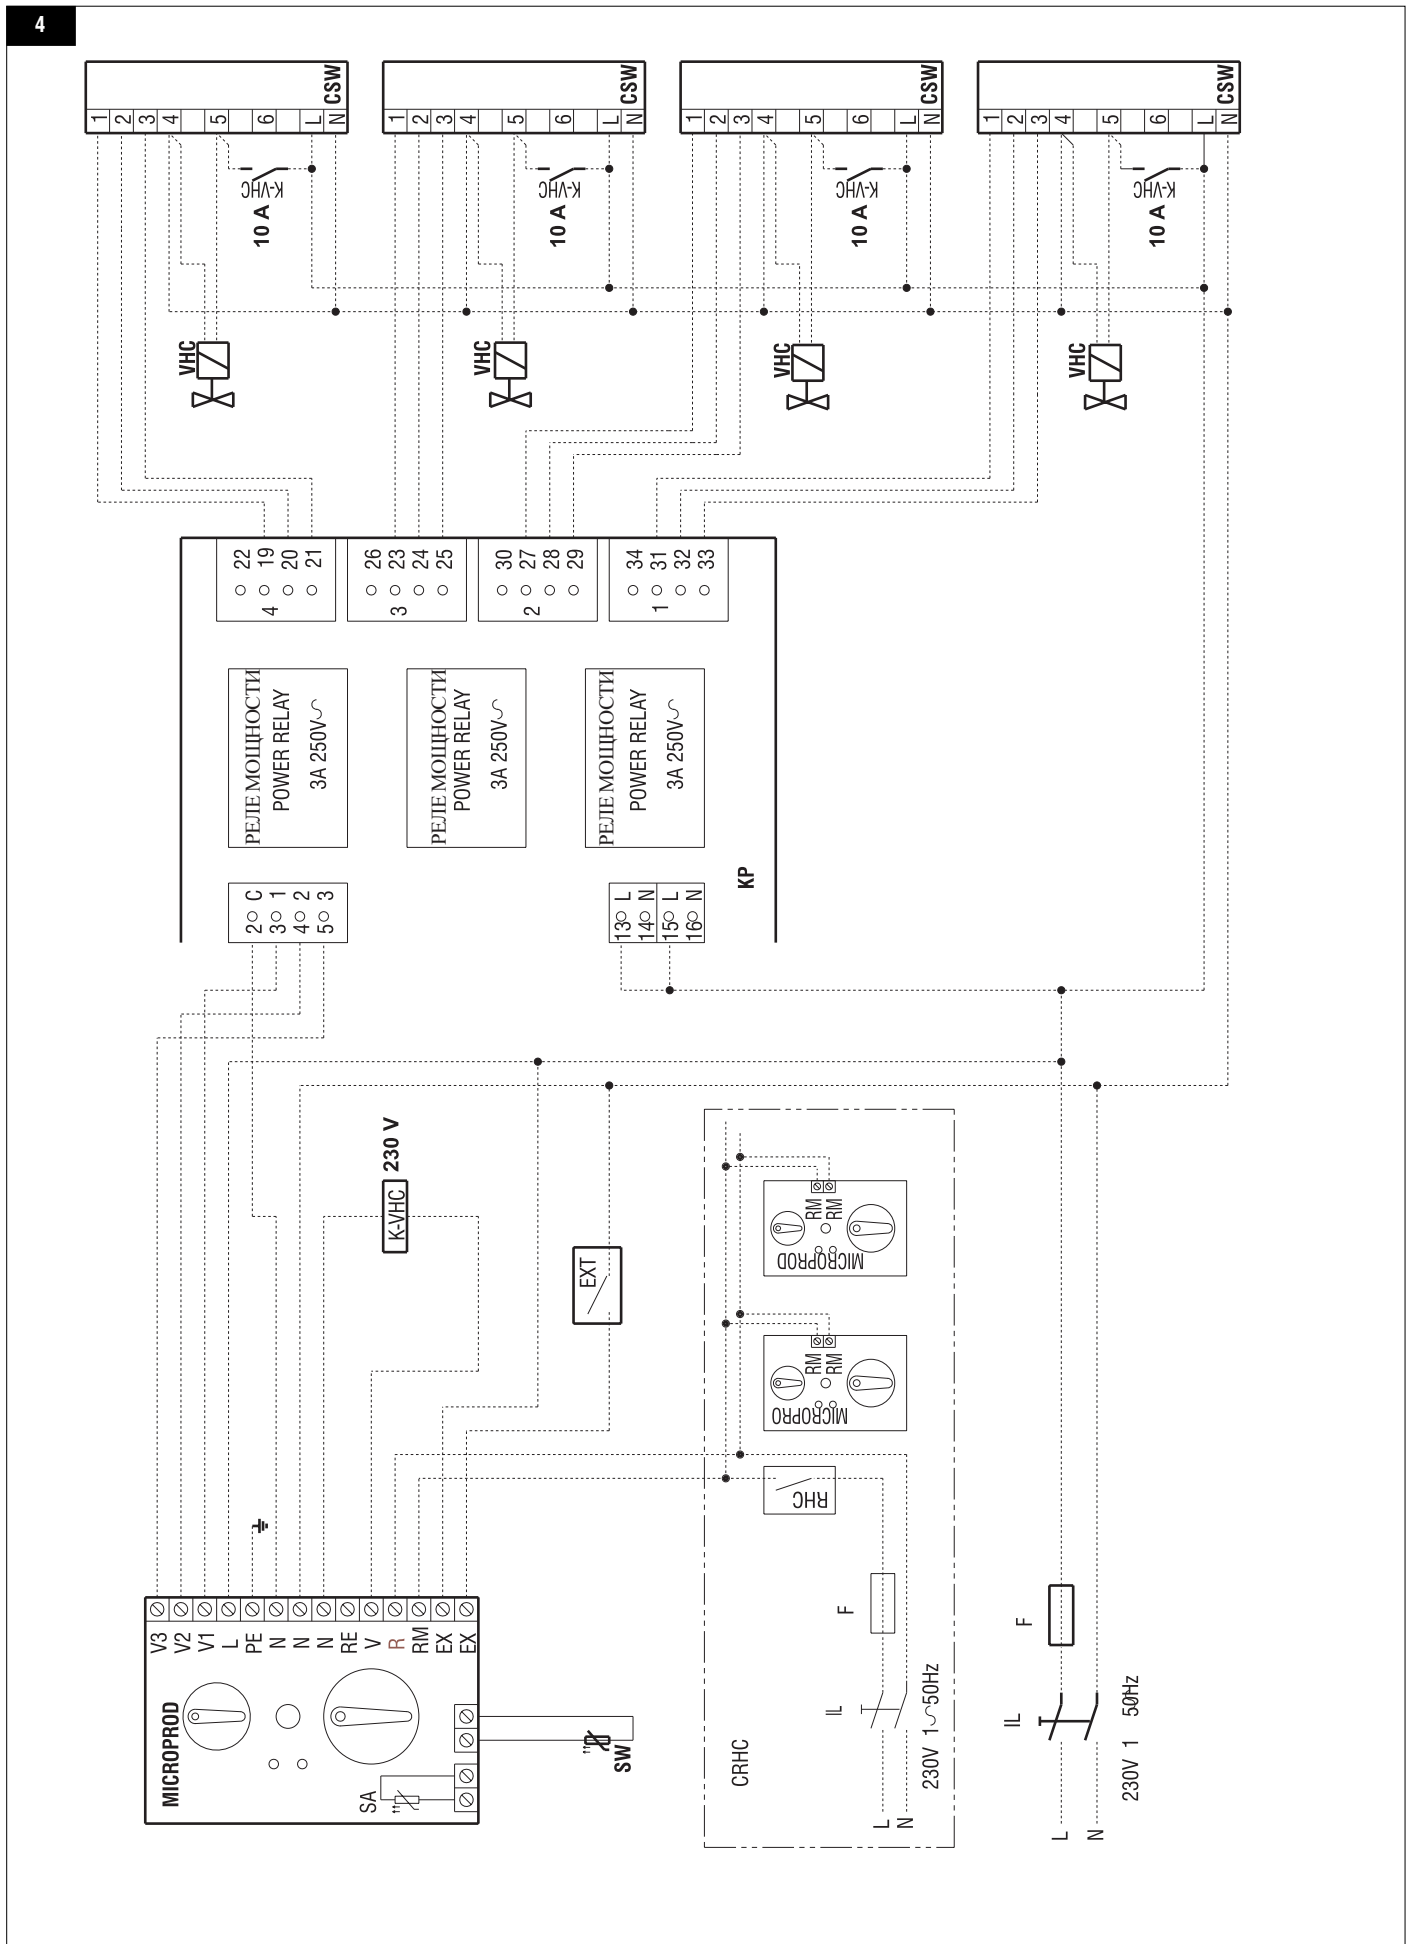 4
CSW
1
2
3
4
5
6
L
N
K-VHC
10 A
CSW
1
2
3
4
5
6
L
N
K-VHC
10 A
CSW
1
2
3
4
5
6
L
N
K-VHC
10 A
CSW
1
2
3
4
5
6
L
N
K-VHC
10 A
VHC
VHC
VHC
VHC
22
19
20
21
4
26
23
24
25
3
30
27
28
29
2
34
31
32
33
1
РЕЛЕ МОЩНОСТИ
POWER RELAY
3A 250V
РЕЛЕ МОЩНОСТИ
POWER RELAY
3A 250V
РЕЛЕ МОЩНОСТИ
POWER RELAY
3A 250V
KP
2 C
3 1
4 2
5 3
13 L
14 N
15 L
16 N
230 V
K-VHC
EXT
RM
RM
MICROPROD
RM
RM
MICROPRO
RHC
F
IL
230V 1~50Hz
CRHC
L
N
F
IL
230V 1 50Hz
L
N
V3
V2
V1
L
PE
N
N
N
RE
V
R
RM
EX
EX
MICROPROD
SA
SW